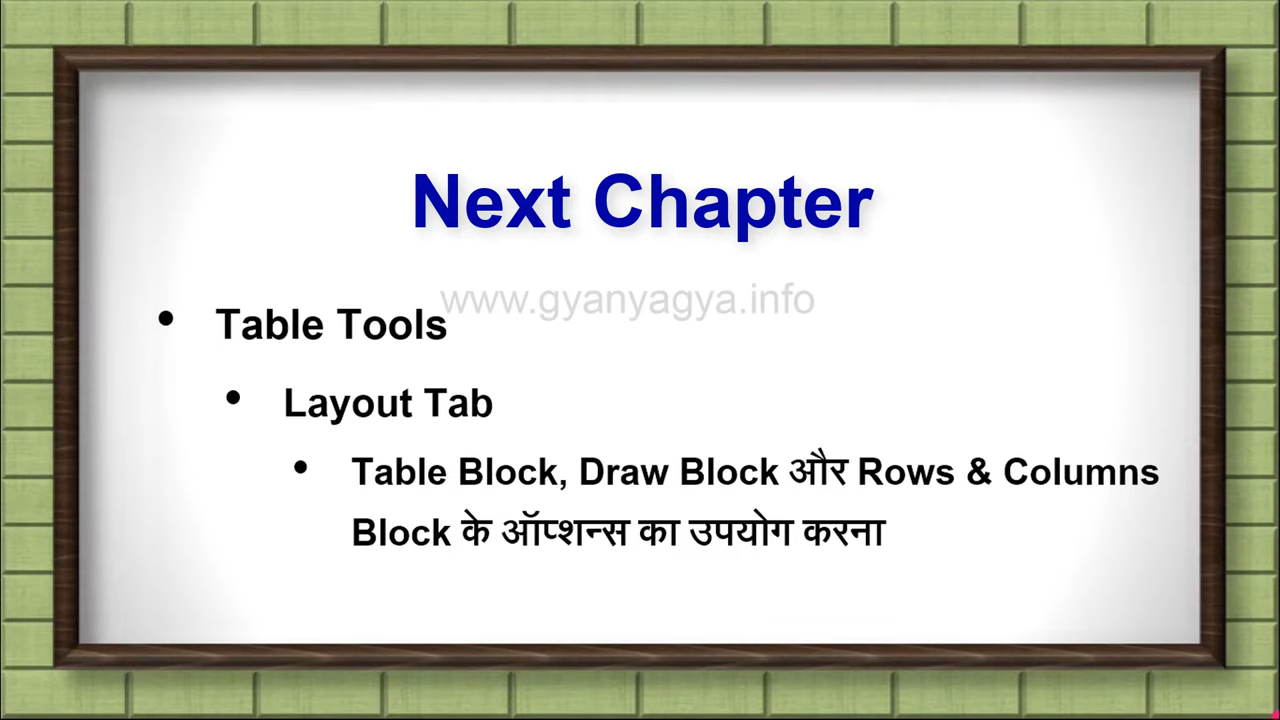 Next Chapter
www.gyanyagya.info
• Table Tools
• Layout Tab
• Table Block, Draw Block और Rows & Columns
Block के ऑप्शन्स का उपयोग करना